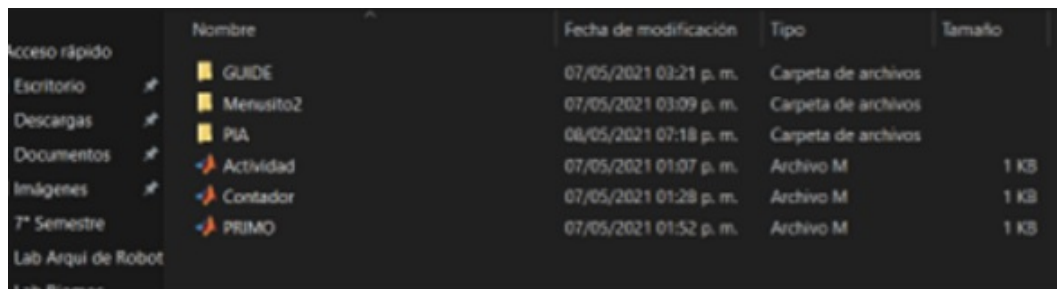 Nombre Fecha de modificación Tipo Tamaño
Acceso rápido
Escritorio
Descargas
Documentos
Imágenes
7° Semestre
Lab Arqui de Robot
GUIDE 07/05/2021 03:21 p. m. Carpeta de archivos
Menusito2 07/05/2021 03:09 p. m. Carpeta de archivos
PIA 08/05/2021 07:18 p. m. Carpeta de archivos
Actividad 07/05/2021 01:07 p. m. Archivo M 1 KB
Contador 07/05/2021 01:28 p. m. Archivo M 1 KB
PRIMO 07/05/2021 01:52 p. m. Archivo M 1 KB